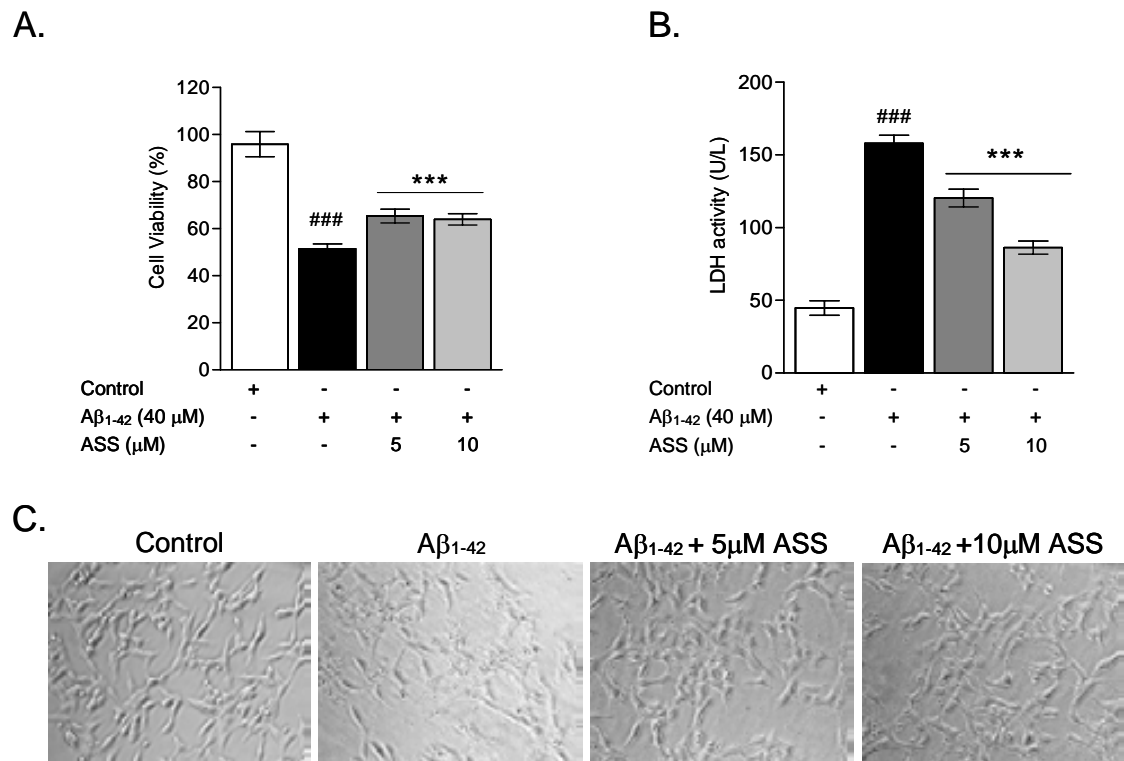 A.
Cell Viability (%)
120
100
80
60
40
20
0
###
***
Control + - - -
Aβ1-42 (40 μM) - + + +
ASS (μM) - - 5 10
B.
LDH activity (U/L)
200
150
100
50
0
###
***
Control + - - -
Aβ1-42 (40 μM) - + + +
ASS (μM) - - 5 10
C.
Control
Aβ1-42
Aβ1-42 + 5μM ASS
Aβ1-42 +10μM ASS